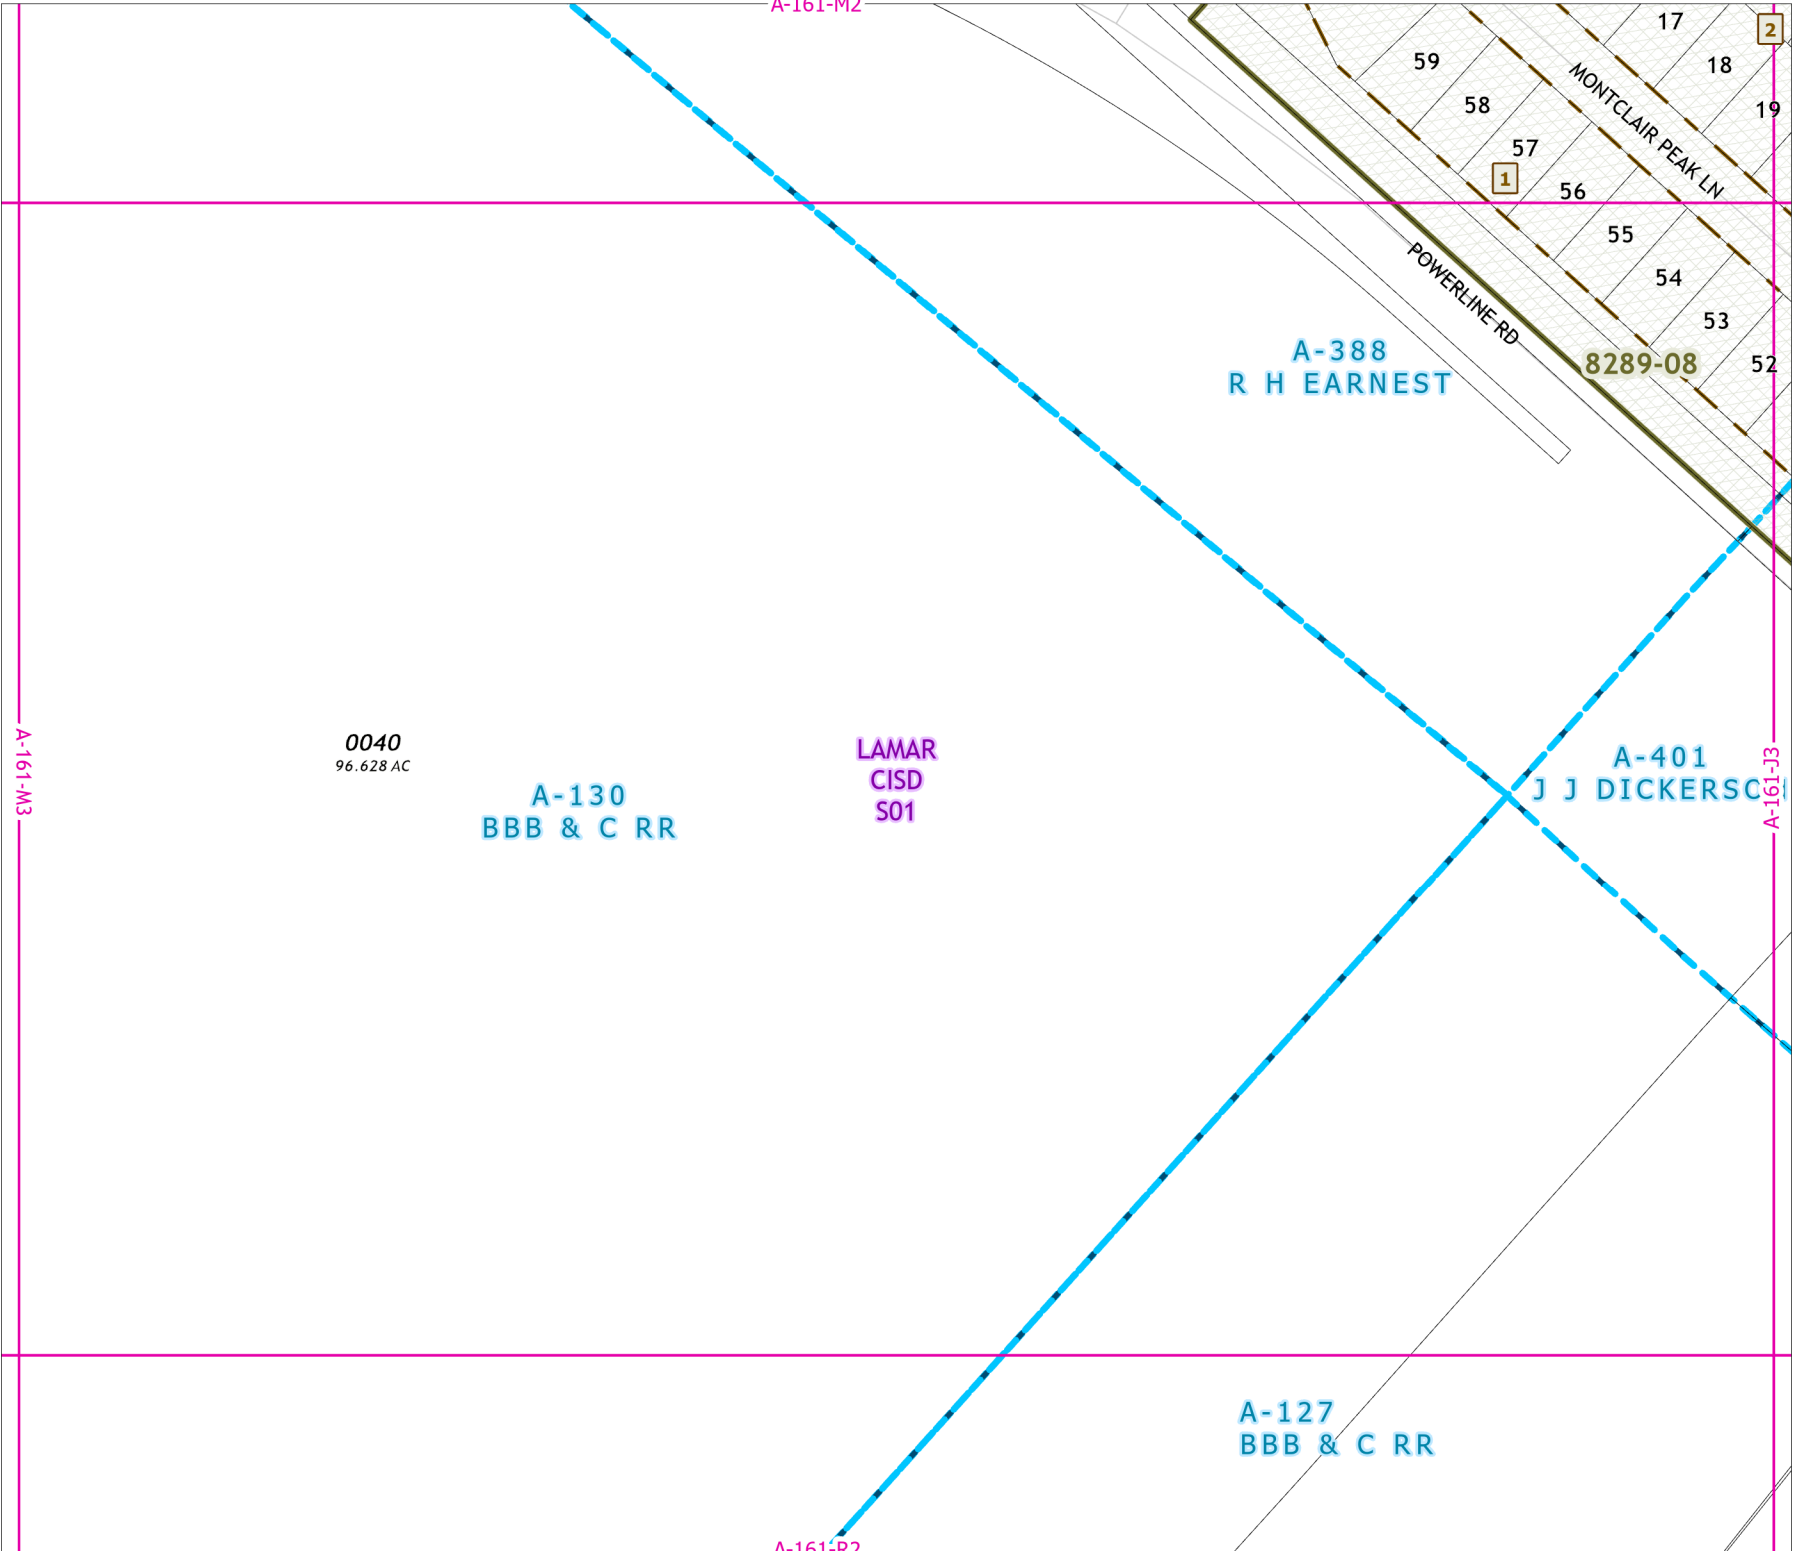 A-161-M2
17
2
59
18
MONTCLAIR PEAK LN
58
19
57
1
56
55
POWERLINE RD
54
53
A-388
R H EARNEST
8289-08
52
0040
96.628 AC
LAMAR
CISD
S01
A-130
BBB & C RR
A-401
J J DICKERSON
A-161-M3
A-161-J3
A-127
BBB & C RR
A-161-R2